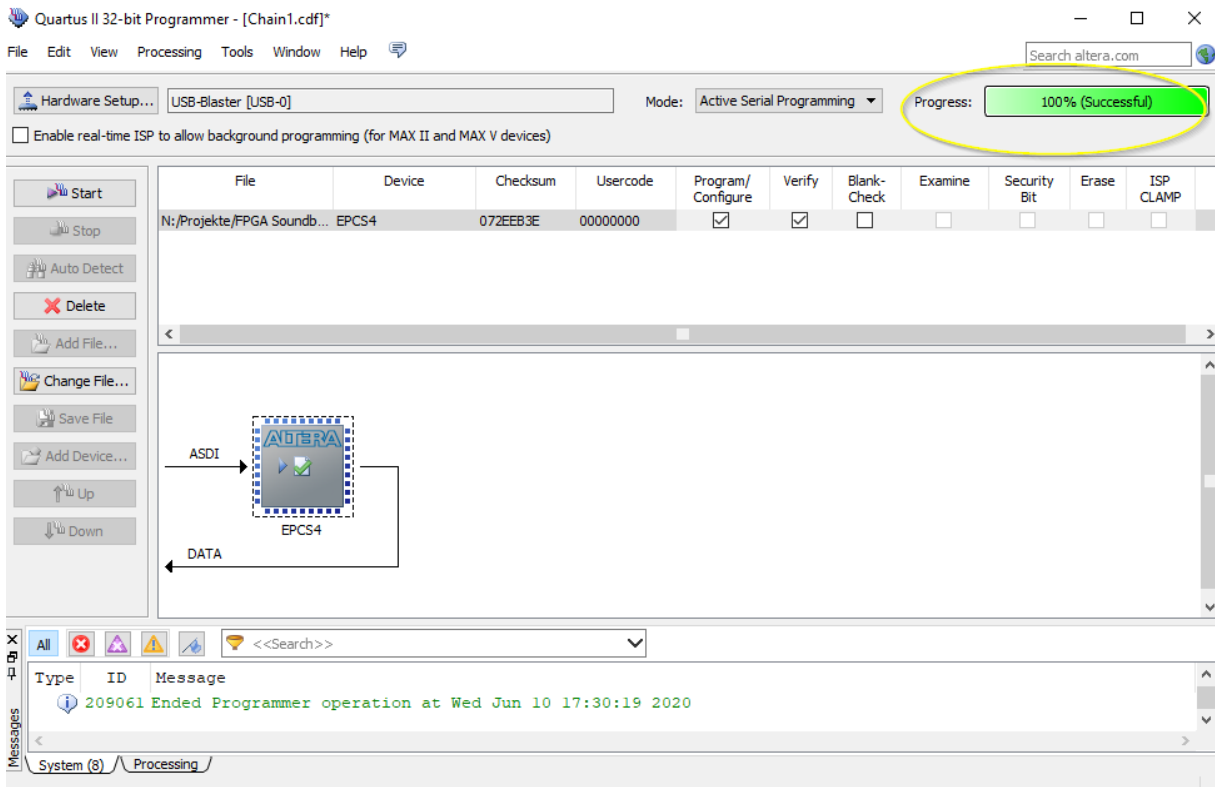 Quartus II 32-bit Programmer - [Chain1.cdf]*
File Edit View Processing Tools Window Help
Search altera.com
Hardware Setup... USB-Blaster [USB-0] Mode: Active Serial Programming Progress: 100% (Successful)
Enable real-time ISP to allow background programming (for MAX II and MAX V devices)
Start
Stop
Auto Detect
Delete
Add File...
Change File...
Save File
Add Device...
Up
Down
File Device Checksum Usercode Program/ Verify Blank- Examine Security Erase ISP
Configure Check Bit CLAMP
N:/Projekte/FPGA Soundb... EPCS4 072EEB3E 00000000
ASDI
ALTERA
EPCS4
DATA
All <<Search>>
Type ID Message
209061 Ended Programmer operation at Wed Jun 10 17:30:19 2020
Messages
System (8) Processing